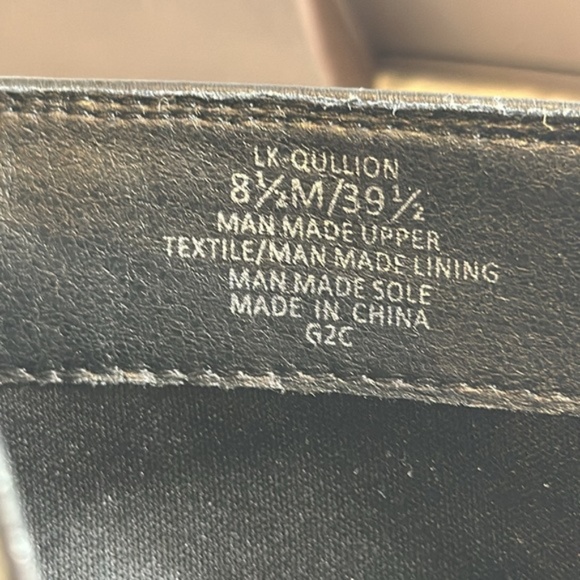 LK-QULLION
8½M/39½
MAN MADE UPPER
TEXTILE/MAN MADE LINING
MAN MADE SOLE
MADE IN CHINA
G2C